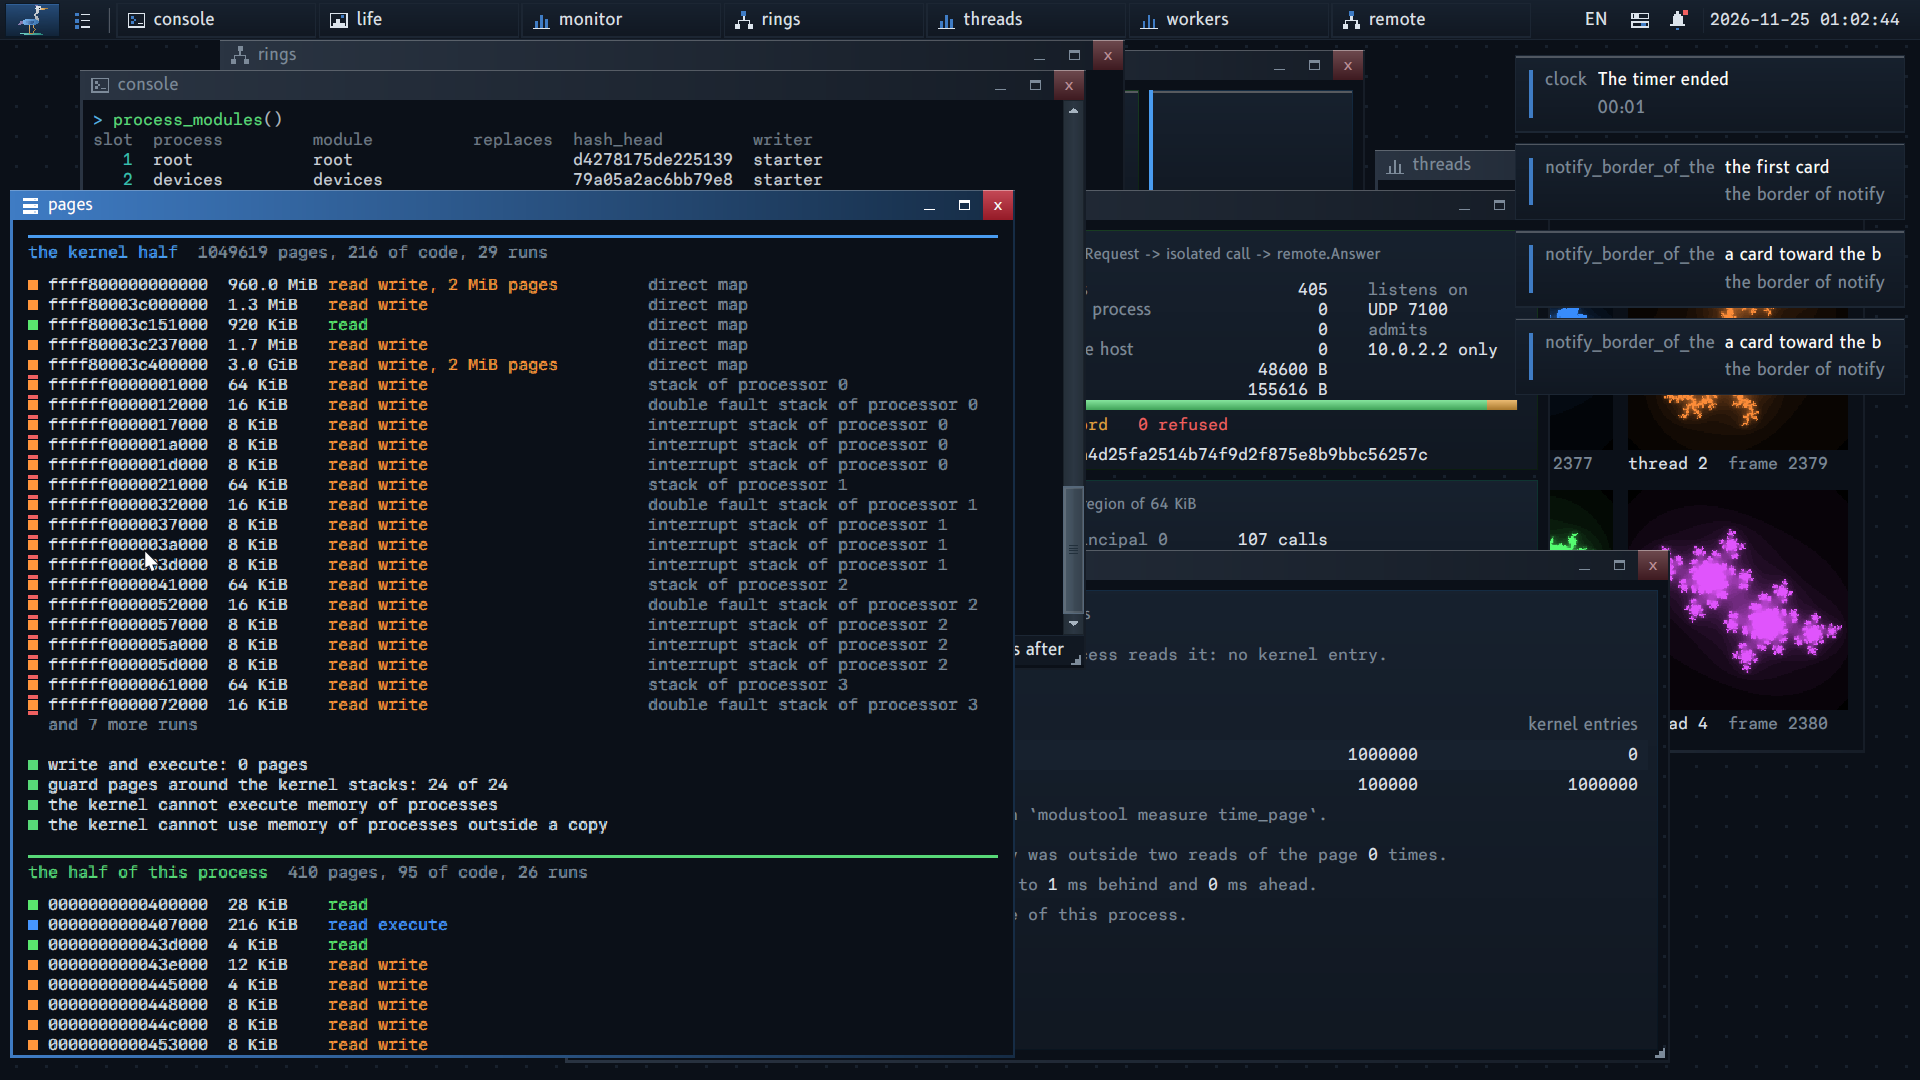 console life monitor rings threads workers remote EN 2026-11-25 01:02:44
rings
console
> process_modules()
slot process module replaces hash_head writer
1 root root d4278175de225139 starter
2 devices devices 79a05a2ac6bb79e8 starter
pages
the kernel half 1049619 pages, 216 of code, 29 runs
ffff800000000000 960.0 MiB read write, 2 MiB pages direct map
ffff80003c000000 1.3 MiB read write direct map
ffff80003c151000 920 KiB read direct map
ffff80003c237000 1.7 MiB read write direct map
ffff80003c400000 3.0 GiB read write, 2 MiB pages direct map
ffffff0000001000 64 KiB read write stack of processor 0
ffffff0000012000 16 KiB read write double fault stack of processor 0
ffffff0000017000 8 KiB read write interrupt stack of processor 0
ffffff000001a000 8 KiB read write interrupt stack of processor 0
ffffff000001d000 8 KiB read write interrupt stack of processor 0
ffffff0000021000 64 KiB read write stack of processor 1
ffffff0000032000 16 KiB read write double fault stack of processor 1
ffffff0000037000 8 KiB read write interrupt stack of processor 1
ffffff000003a000 8 KiB read write interrupt stack of processor 1
ffffff000003d000 8 KiB read write interrupt stack of processor 1
ffffff0000041000 64 KiB read write stack of processor 2
ffffff0000052000 16 KiB read write double fault stack of processor 2
ffffff0000057000 8 KiB read write interrupt stack of processor 2
ffffff000005a000 8 KiB read write interrupt stack of processor 2
ffffff000005d000 8 KiB read write interrupt stack of processor 2
ffffff0000061000 64 KiB read write stack of processor 3
ffffff0000072000 16 KiB read write double fault stack of processor 3
and 7 more runs
write and execute: 0 pages
guard pages around the kernel stacks: 24 of 24
the kernel cannot execute memory of processes
the kernel cannot use memory of processes outside a copy
the half of this process 410 pages, 95 of code, 26 runs
0000000000400000 28 KiB read
0000000000407000 216 KiB read execute
000000000043d000 4 KiB read
000000000043e000 12 KiB read write
0000000000445000 4 KiB read write
0000000000448000 8 KiB read write
000000000044c000 8 KiB read write
0000000000453000 8 KiB read write
s after
threads
Request -> isolated call -> remote.Answer
405 listens on
process 0 UDP 7100
0 admits
e host 0 10.0.2.2 only
48600 B
155616 B
ord 0 refused
a4d25fa2514b74f9d2f875e8b9bbc56257c
region of 64 KiB
ncipal 0 107 calls
s
ess reads it: no kernel entry.
kernel entries
1000000 0
100000 1000000
`modustool measure time_page`.
y was outside two reads of the page 0 times.
to 1 ms behind and 0 ms ahead.
e of this process.
clock The timer ended
00:01
notify_border_of_the the first card
the border of notify
notify_border_of_the a card toward the b
the border of notify
notify_border_of_the a card toward the b
the border of notify
2377 thread 2 frame 2379
ad 4 frame 2380